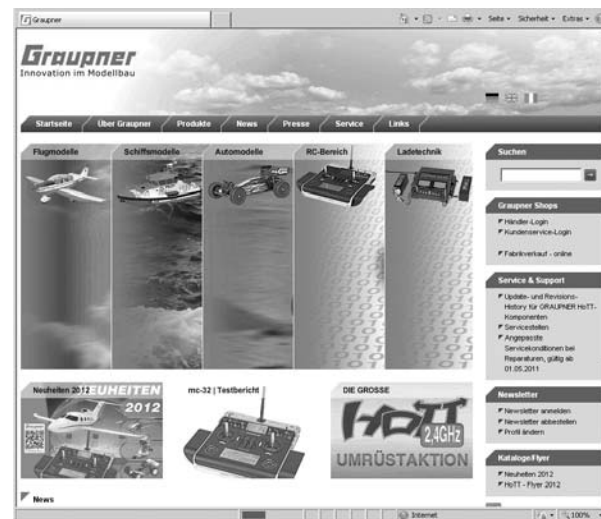 Graupner
Seite
Sicherheit
Extras
Graupner
Innovation im Modellbau
Startseite
Über Graupner
Produkte
News
Presse
Service
Links
Flugmodelle
Schiffsmodelle
Automodelle
RC-Bereich
Ladetechnik
Suchen
Graupner Shops
Händler-Login
Kundenservice-Login
Fabrikverkauf - online
Service & Support
Update- und Revisions-
History für GRAUPNER HoTT-
Komponenten
Servicestellen
Angepasste
Servicekonditionen bei
Reparaturen, gültig ab
01.05.2011
Newsletter
Newsletter anmelden
Newsletter abbestellen
Profil ändern
Kataloge/Flyer
Neuheiten 2012
HoTT - Flyer 2012
Neuheiten 2012
NEUHEITEN
2012
mc-32 | Testbericht
DIE GROSSE
HoTT
2,4GHz
UMRÜSTAKTION
News
Internet
100%